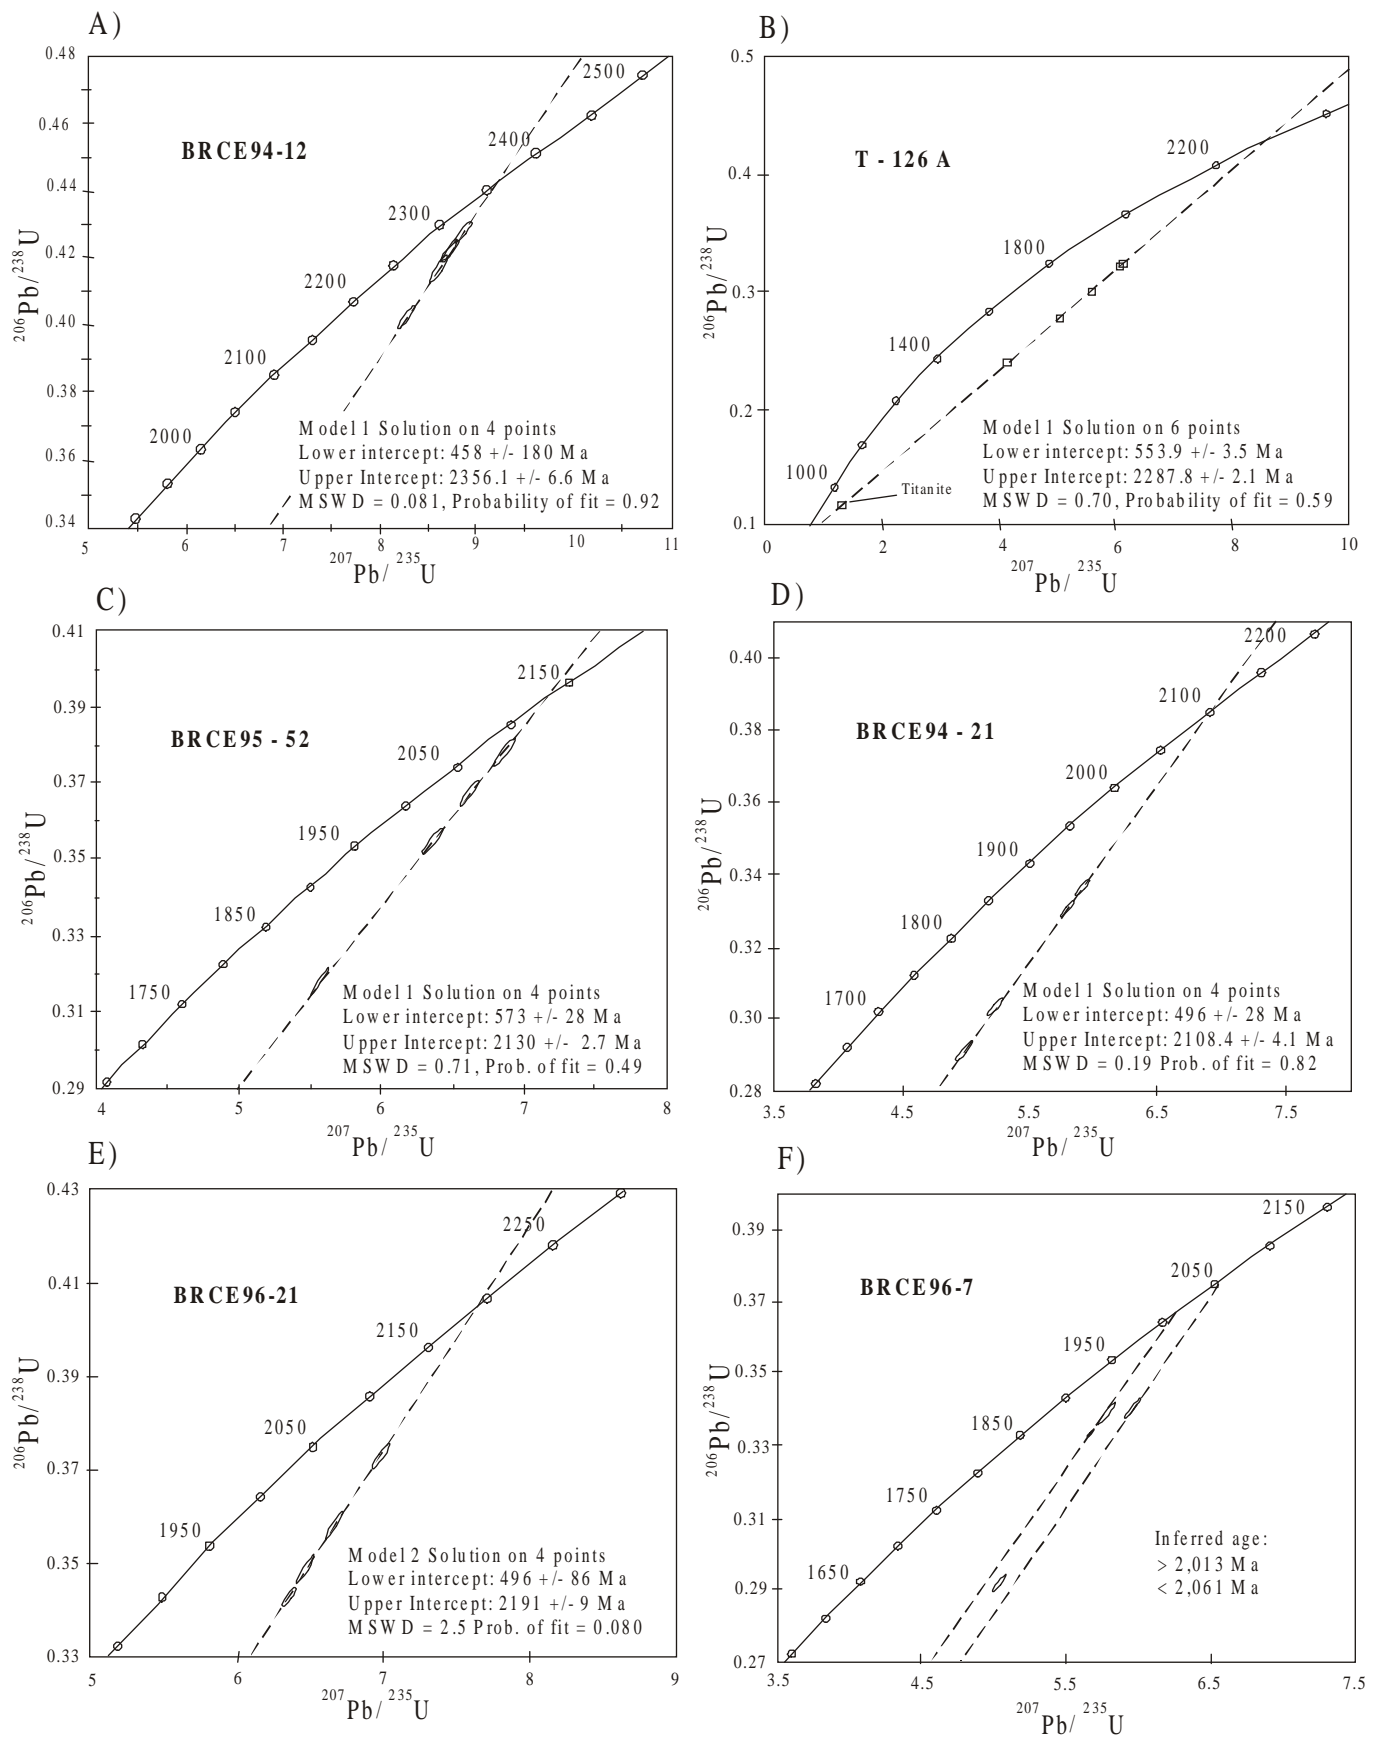 A)
0.48
0.46
0.44
0.42
0.40
0.38
0.36
0.34
206Pb/238U
BRCE94-12
2500
2400
2300
2200
2100
2000
Model 1 Solution on 4 points
Lower intercept: 458 +/- 180 Ma
Upper Intercept: 2356.1 +/- 6.6 Ma
MSWD = 0.081, Probability of fit = 0.92
5 6 7 8 9 10 11
207Pb/ 235U
B)
0.5
0.4
0.3
0.2
0.1
206Pb/238U
T - 126 A
2200
1800
1400
1000
Titanite
Model 1 Solution on 6 points
Lower intercept: 553.9 +/- 3.5 Ma
Upper Intercept: 2287.8 +/- 2.1 Ma
MSWD = 0.70, Probability of fit = 0.59
0 2 4 6 8 10
207Pb/ 235U
C)
0.41
0.39
0.37
0.35
0.33
0.31
0.29
206Pb/238U
BRCE95 - 52
2150
2050
1950
1850
1750
Model 1 Solution on 4 points
Lower intercept: 573 +/- 28 Ma
Upper Intercept: 2130 +/- 2.7 Ma
MSWD = 0.71, Prob. of fit = 0.49
4 5 6 7 8
207Pb/ 235U
D)
0.40
0.38
0.36
0.34
0.32
0.30
0.28
206Pb/238U
BRCE94 - 21
2200
2100
2000
1900
1800
1700
Model 1 Solution on 4 points
Lower intercept: 496 +/- 28 Ma
Upper Intercept: 2108.4 +/- 4.1 Ma
MSWD = 0.19 Prob. of fit = 0.82
3.5 4.5 5.5 6.5 7.5
207Pb/ 235U
E)
0.43
0.41
0.39
0.37
0.35
0.33
206Pb/238U
BRCE96-21
2250
2150
2050
1950
Model 2 Solution on 4 points
Lower intercept: 496 +/- 86 Ma
Upper Intercept: 2191 +/- 9 Ma
MSWD = 2.5 Prob. of fit = 0.080
5 6 7 8 9
207Pb/ 235U
F)
0.39
0.37
0.35
0.33
0.31
0.29
0.27
206Pb/238U
BRCE96-7
2150
2050
1950
1850
1750
1650
Inferred age:
> 2,013 Ma
< 2,061 Ma
3.5 4.5 5.5 6.5 7.5
207Pb/ 235U